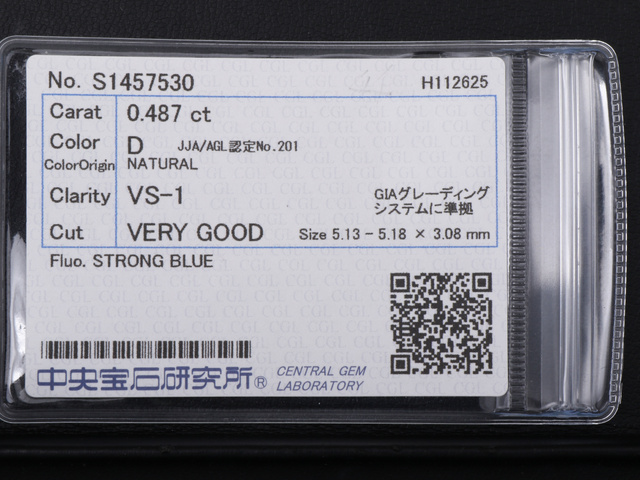 No. S1457530
H112625
Carat 0.487 ct
Color D JJA/AGL認定No.201
ColorOrigin NATURAL
Clarity VS-1 GIAグレーディング
システムに準拠
Cut VERY GOOD Size 5.13 - 5.18 × 3.08 mm
Fluo. STRONG BLUE
中央宝石研究所® CENTRAL GEM
LABORATORY